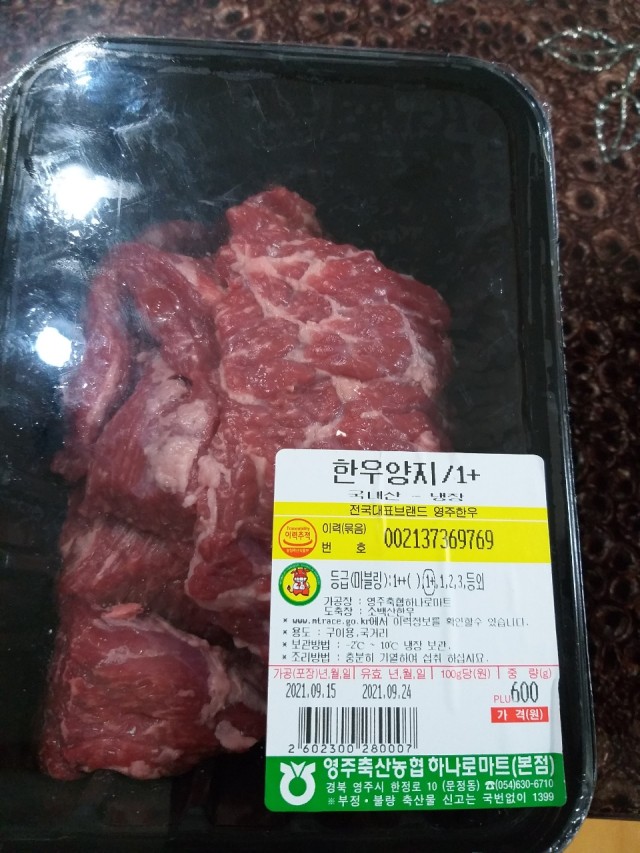 한우양지/1+
국내산 - 냉장
전국대표브랜드 영주한우
Traceability
이력추적
이력(묶음)
번 호 002137369769
등급(마블링):1++( ),1+,1,2,3,등외
가공장 : 영주축협하나로마트
도축장 : 소백산한우
* www.mtrace.go.kr에서 이력정보를 확인할수 있습니다.
* 용도 : 구이용,국거리
* 보관방법 : -2℃ ~ 10℃ 냉장 보관.
* 조리방법 : 충분히 가열하여 섭취 하십시요.
가공(포장)년,월,일 유효 년,월,일 100g당(원) 중 량(g)
2021.09.15 2021.09.24 PLU 600
가 격(원)
2 602300 280007
영주축산농협 하나로마트(본점)
경북 영주시 한정로 10 (문정동) ☎(054)630-6710
※ 부정·불량 축산물 신고는 국번없이 1399